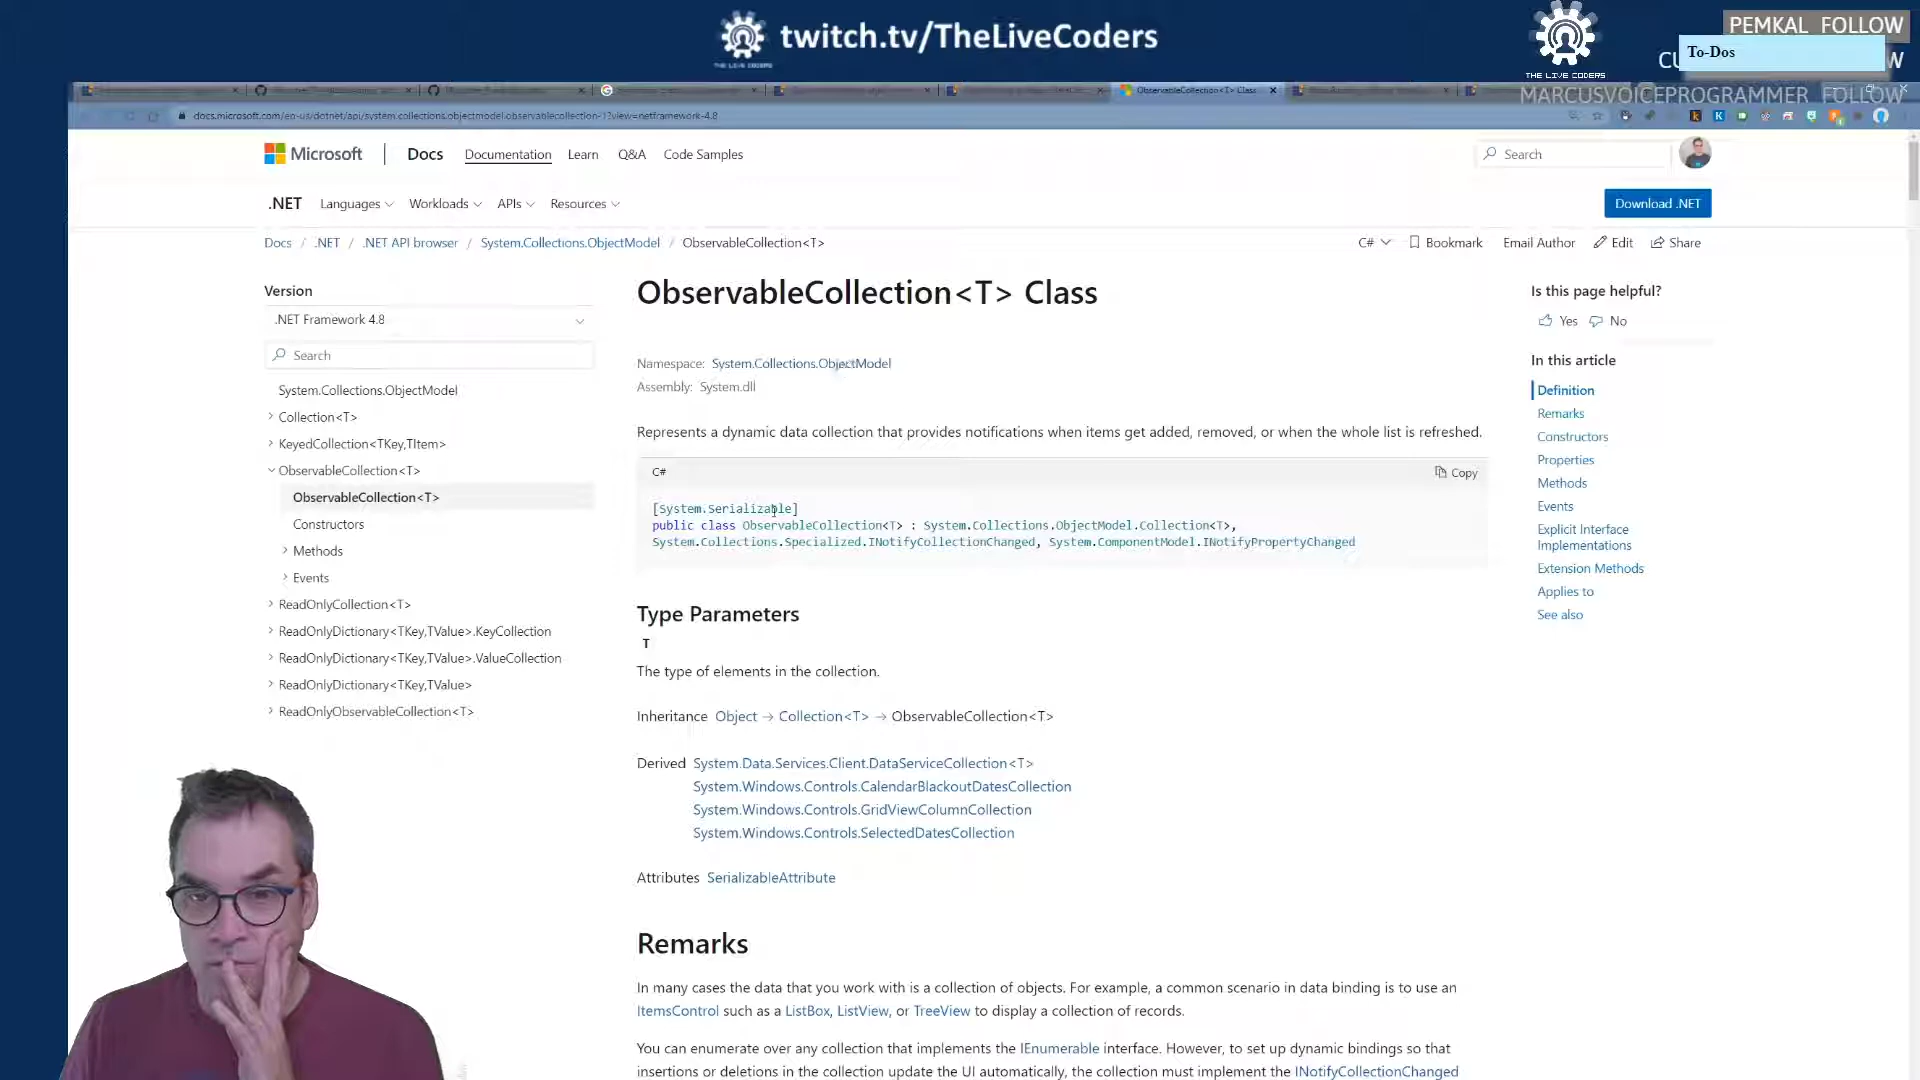 twitch.tv/TheLiveCoders
THE LIVE CODERS
THE LIVE CODERS
PEMKAL FOLLOW
To-Dos
CU
W
MARCUSVOICEPROGRAMMER FOLLOW
ObservableCollection<T> Class
docs.microsoft.com/en-us/dotnet/api/system.collections.objectmodel.observablecollection-1?view=netframework-4.8
Microsoft
Docs
Documentation
Learn
Q&A
Code Samples
Search
.NET
Languages
Workloads
APIs
Resources
Download .NET
Docs / .NET / .NET API browser / System.Collections.ObjectModel / ObservableCollection<T>
C#
Bookmark
Email Author
Edit
Share
Version
.NET Framework 4.8
Search
System.Collections.ObjectModel
Collection<T>
KeyedCollection<TKey,TItem>
ObservableCollection<T>
ObservableCollection<T>
Constructors
Methods
Events
ReadOnlyCollection<T>
ReadOnlyDictionary<TKey,TValue>.KeyCollection
ReadOnlyDictionary<TKey,TValue>.ValueCollection
ReadOnlyDictionary<TKey,TValue>
ReadOnlyObservableCollection<T>
ObservableCollection<T> Class
Namespace: System.Collections.ObjectModel
Assembly: System.dll
Represents a dynamic data collection that provides notifications when items get added, removed, or when the whole list is refreshed.
C#
Copy
[System.Serializable]
public class ObservableCollection<T> : System.Collections.ObjectModel.Collection<T>,
System.Collections.Specialized.INotifyCollectionChanged, System.ComponentModel.INotifyPropertyChanged
Type Parameters
T
The type of elements in the collection.
Inheritance Object → Collection<T> → ObservableCollection<T>
Derived System.Data.Services.Client.DataServiceCollection<T>
System.Windows.Controls.CalendarBlackoutDatesCollection
System.Windows.Controls.GridViewColumnCollection
System.Windows.Controls.SelectedDatesCollection
Attributes SerializableAttribute
Remarks
In many cases the data that you work with is a collection of objects. For example, a common scenario in data binding is to use an
ItemsControl such as a ListBox, ListView, or TreeView to display a collection of records.
You can enumerate over any collection that implements the IEnumerable interface. However, to set up dynamic bindings so that
insertions or deletions in the collection update the UI automatically, the collection must implement the INotifyCollectionChanged
Is this page helpful?
Yes
No
In this article
Definition
Remarks
Constructors
Properties
Methods
Events
Explicit Interface
Implementations
Extension Methods
Applies to
See also